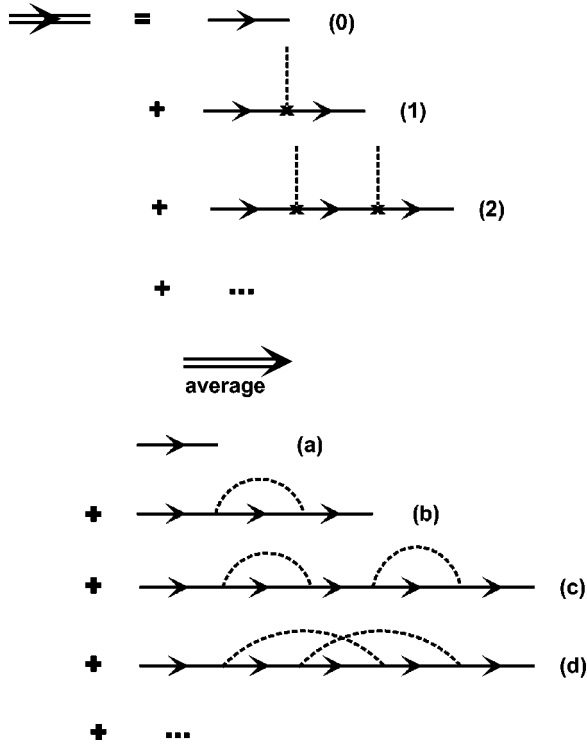 = (0)
+ (1)
+ (2)
+ ...
average
(a)
+ (b)
+ (c)
+ (d)
+ ...